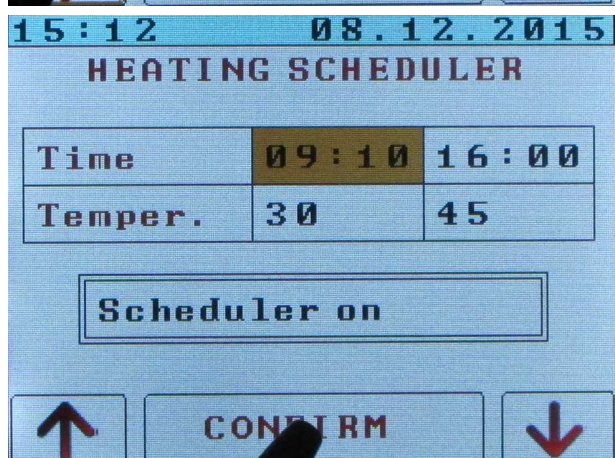 15:12 08.12.2015
HEATING SCHEDULER
Time 09:10 16:00
Temper. 30 45
Scheduler on
CONFIRM